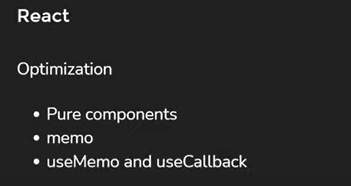 React
Optimization
• Pure components
• memo
• useMemo and useCallback